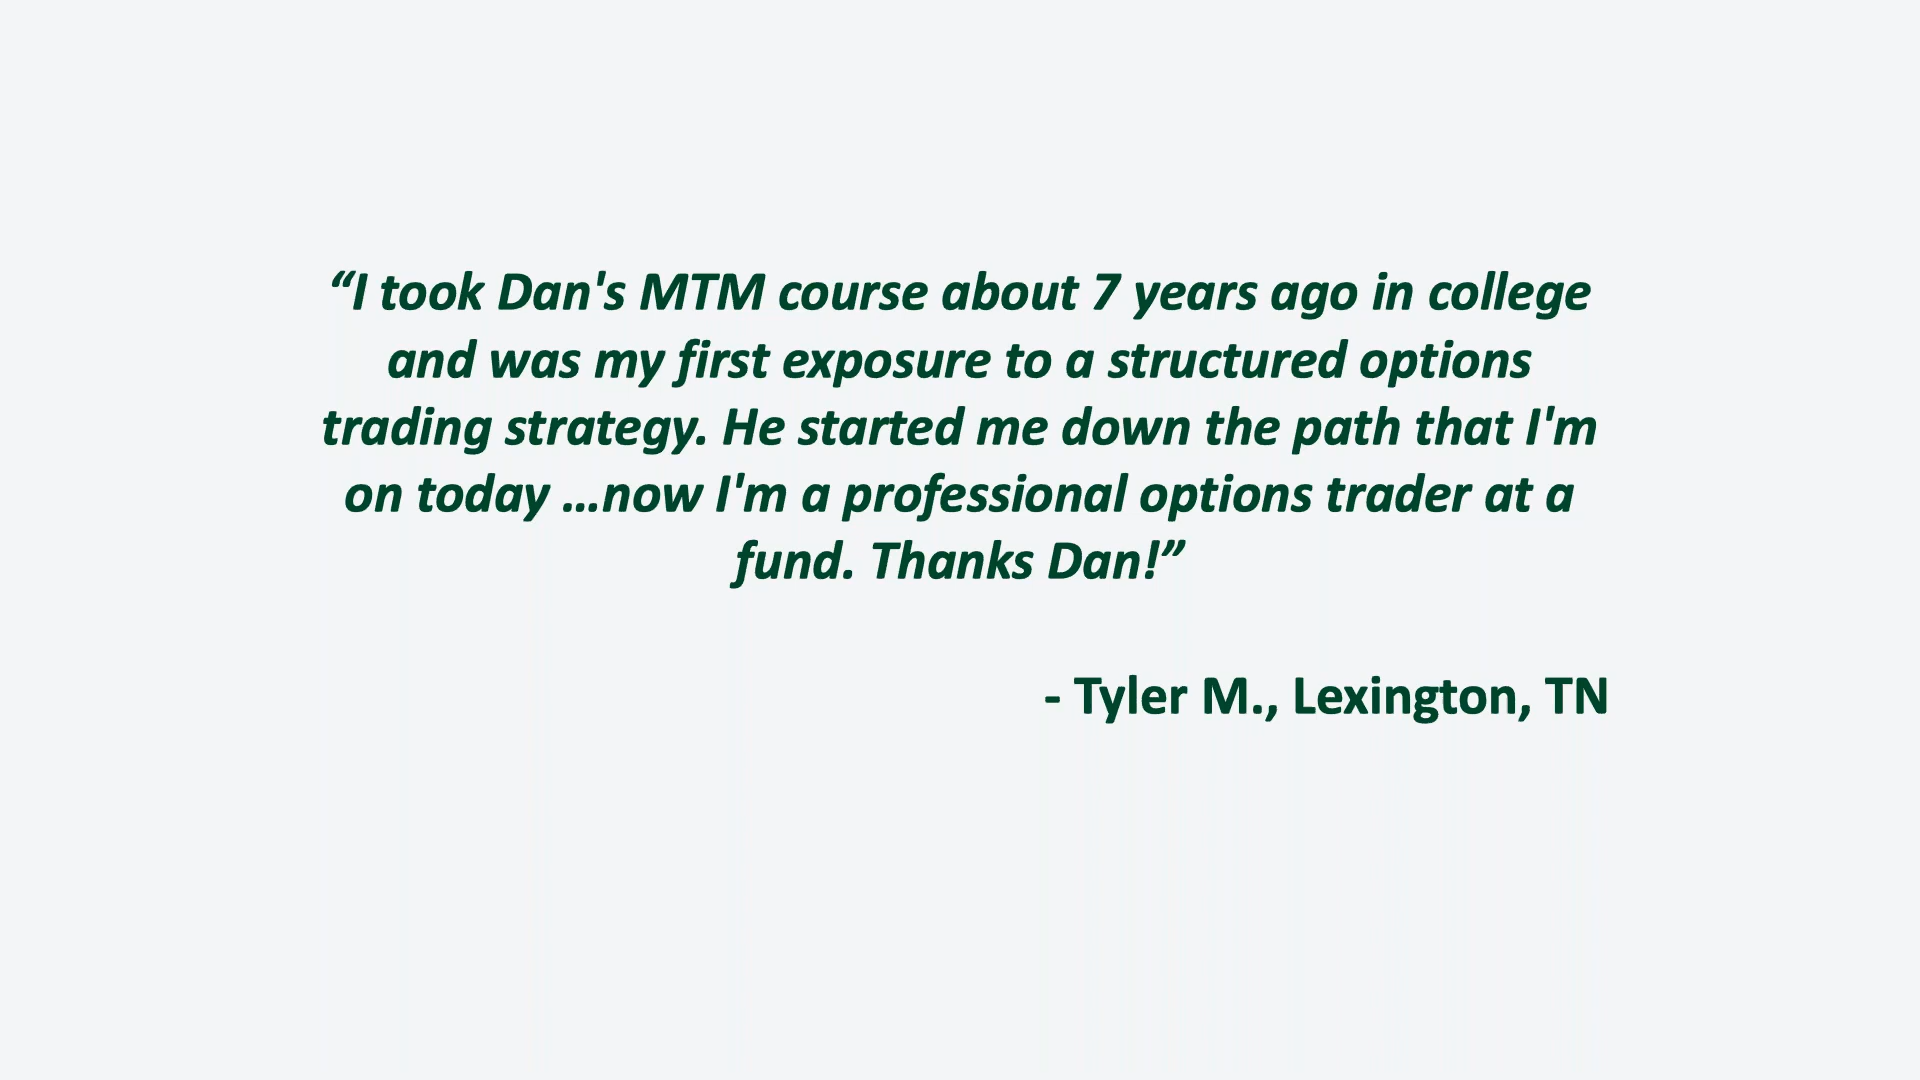 “I took Dan's MTM course about 7 years ago in college
and was my first exposure to a structured options
trading strategy. He started me down the path that I'm
on today …now I'm a professional options trader at a
fund. Thanks Dan!”
- Tyler M., Lexington, TN